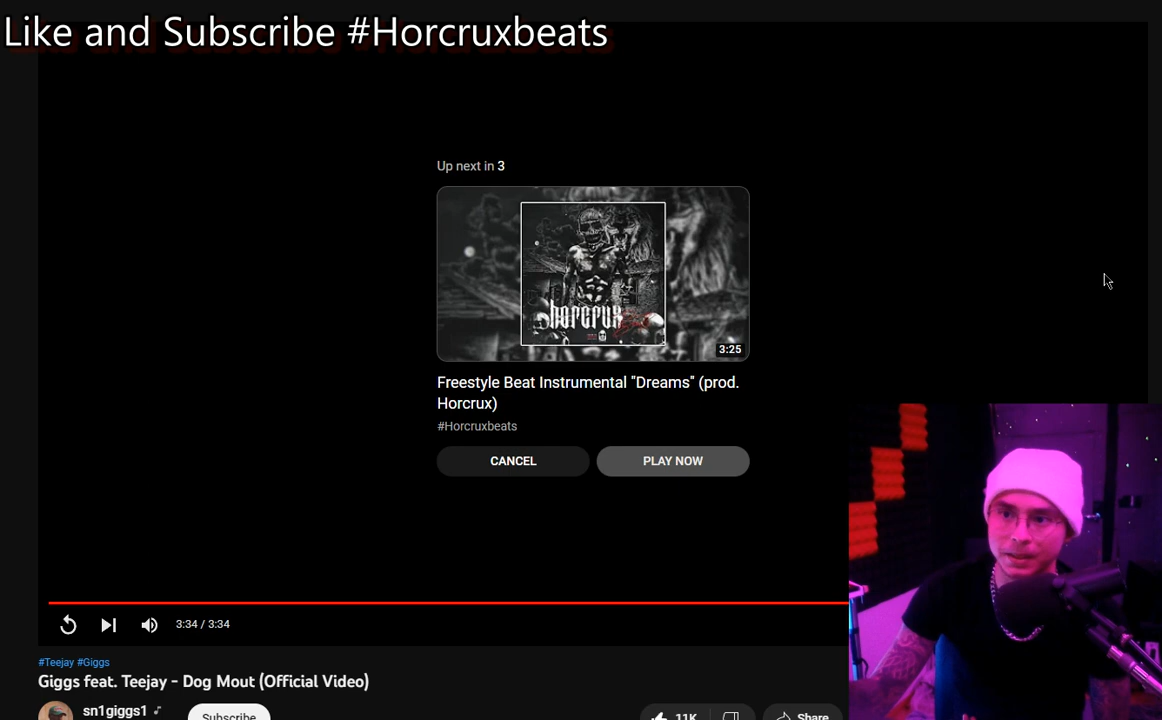 Like and Subscribe #Horcruxbeats
Up next in 3
horcrux
3:25
Freestyle Beat Instrumental "Dreams" (prod.
Horcrux)
#Horcruxbeats
CANCEL
PLAY NOW
3:34 / 3:34
#Teejay #Giggs
Giggs feat. Teejay - Dog Mout (Official Video)
sn1giggs1
Subscribe
11K
Share